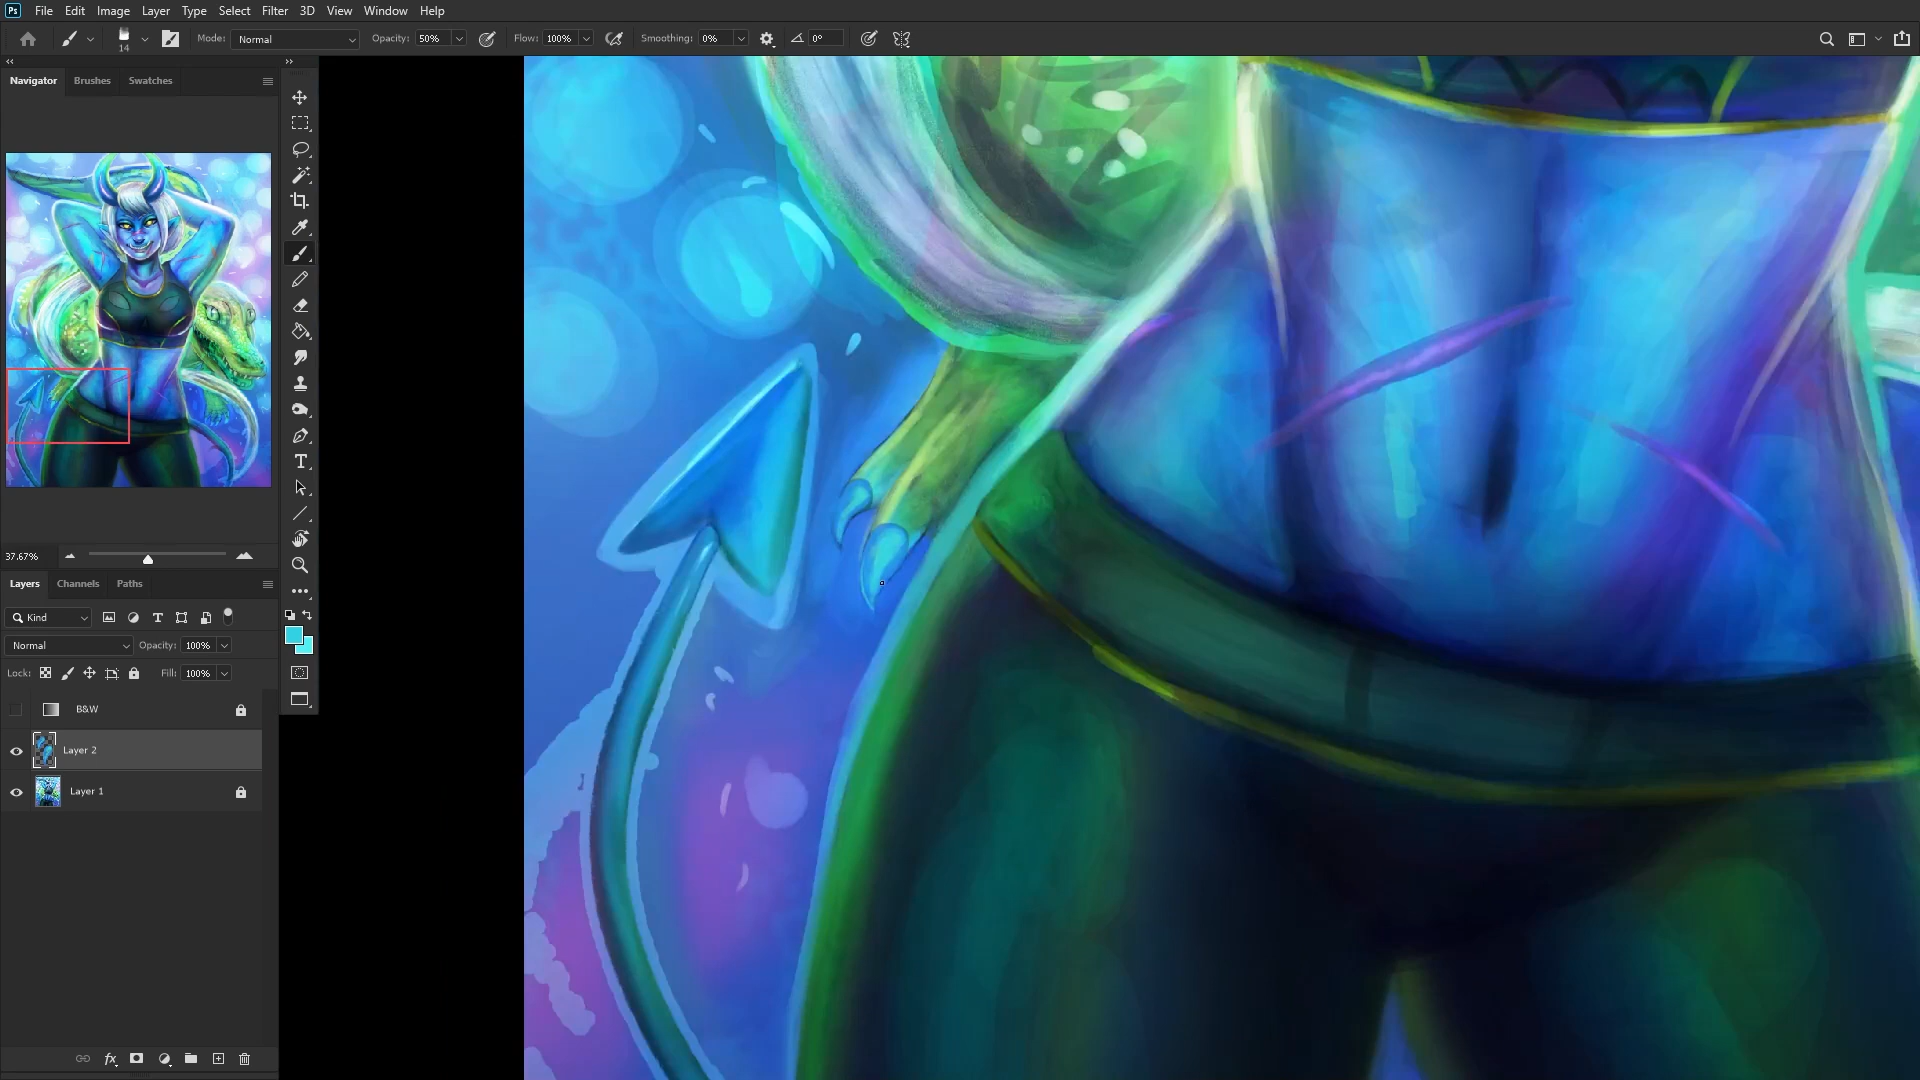 Ps File Edit Image Layer Type Select Filter 3D View Window Help
14 Mode: Normal Opacity: 50% Flow: 100% Smoothing: 0% 0°
Navigator Brushes Swatches
37.67%
Layers Channels Paths
Kind
Normal Opacity: 100%
Lock: Fill: 100%
B&W
Layer 2
Layer 1